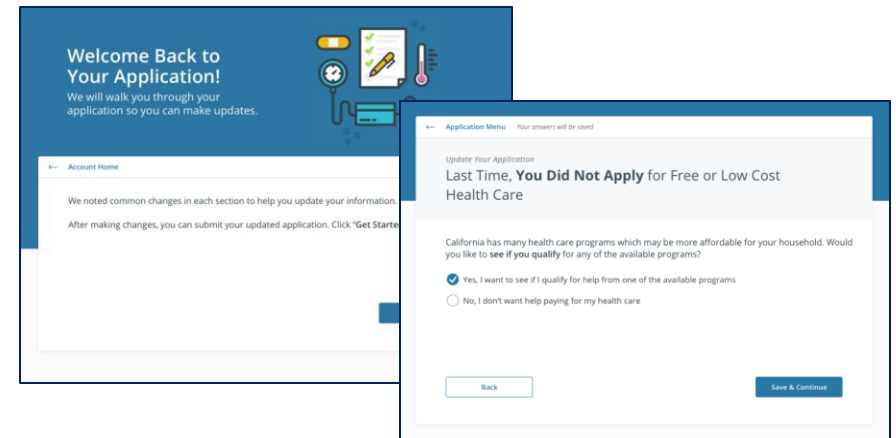 Welcome Back to
Your Application!
We will walk you through your
application so you can make updates.
← Account Home
We noted common changes in each section to help you update your information.
After making changes, you can submit your updated application. Click "Get Starte
← Application Menu Your answers will be saved
Update Your Application
Last Time, You Did Not Apply for Free or Low Cost
Health Care
California has many health care programs which may be more affordable for your household. Would
you like to see if you qualify for any of the available programs?
Yes, I want to see if I qualify for help from one of the available programs
No, I don't want help paying for my health care
Back
Save & Continue